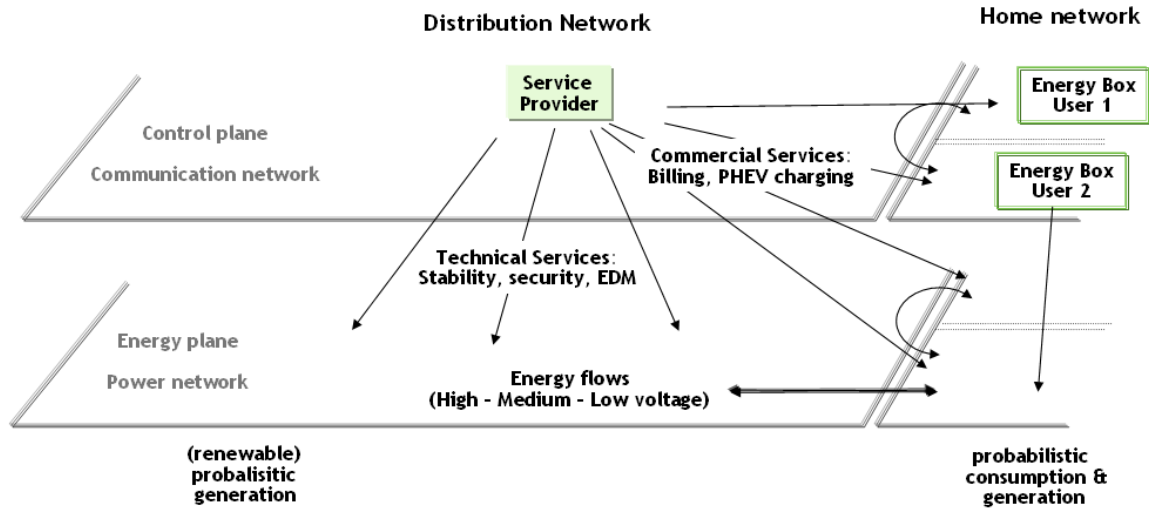 Distribution Network
Home network
Service
Provider
Energy Box
User 1
Control plane
Communication network
Commercial Services:
Billing, PHEV charging
Energy Box
User 2
Technical Services:
Stability, security, EDM
Energy plane
Power network
Energy flows
(High - Medium - Low voltage)
(renewable)
probalisitic
generation
probabilistic
consumption &
generation